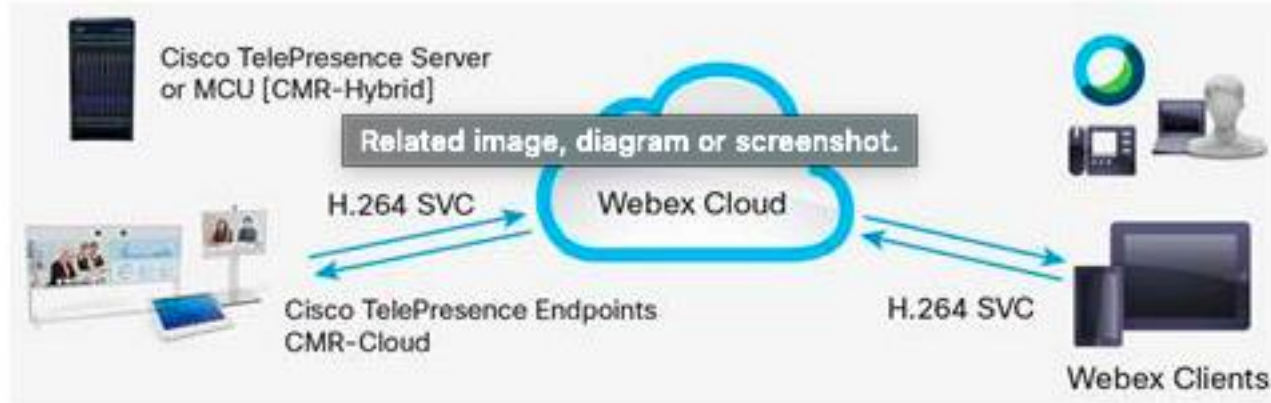 Cisco TelePresence Server
or MCU [CMR-Hybrid]
Related image, diagram or screenshot.
H.264 SVC
Webex Cloud
Cisco TelePresence Endpoints
CMR-Cloud
H.264 SVC
Webex Clients